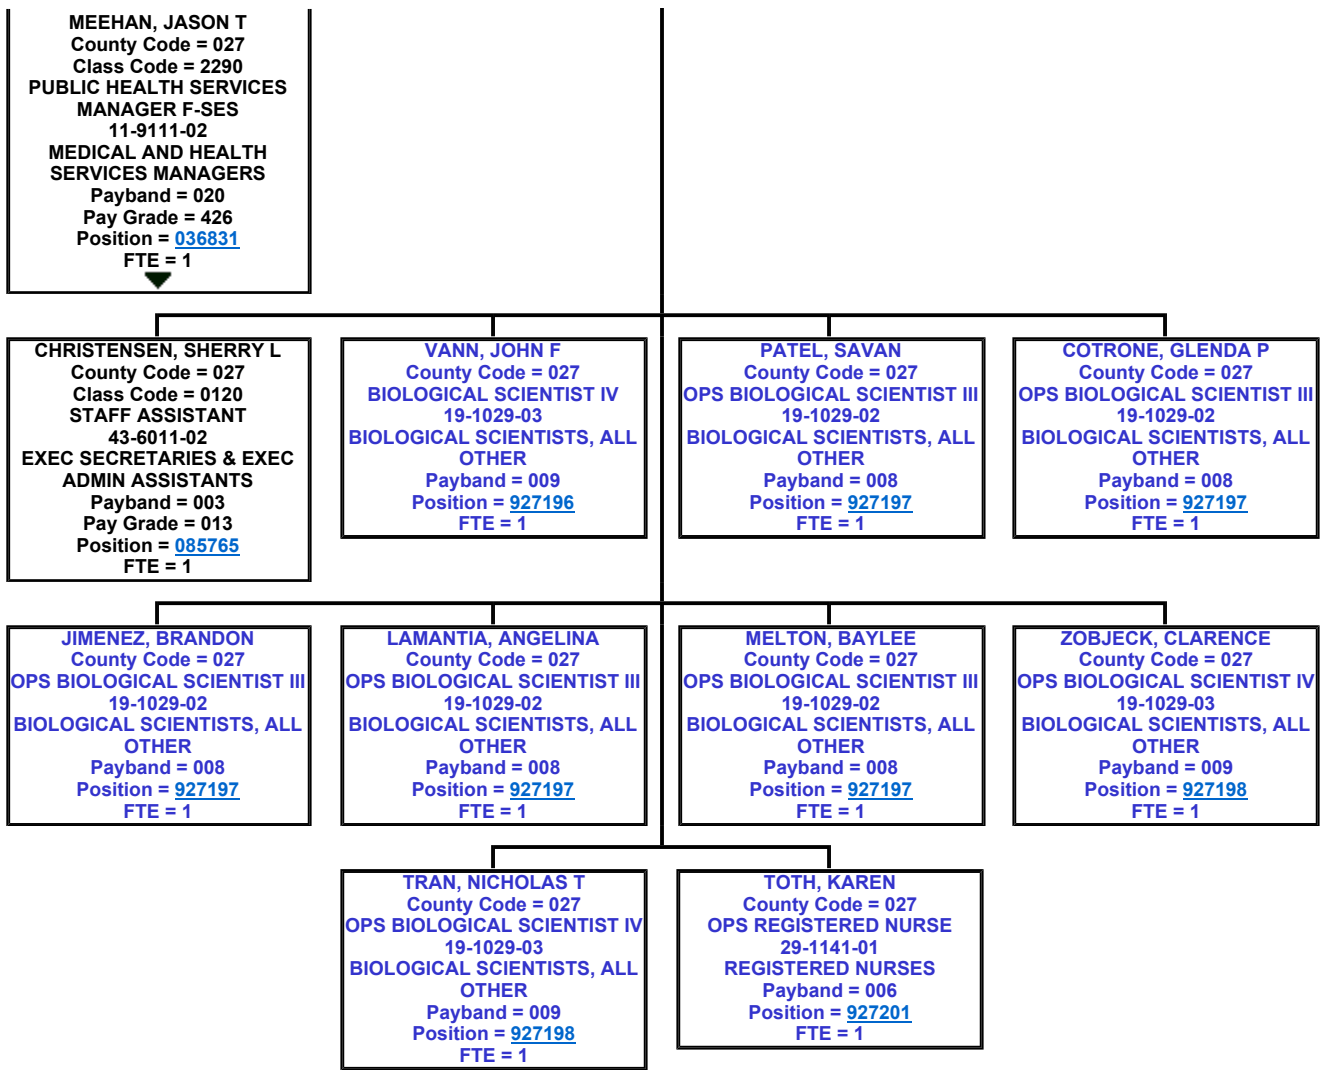 MEEHAN, JASON T
County Code = 027
Class Code = 2290
PUBLIC HEALTH SERVICES
MANAGER F-SES
11-9111-02
MEDICAL AND HEALTH
SERVICES MANAGERS
Payband = 020
Pay Grade = 426
Position = 036831
FTE = 1
CHRISTENSEN, SHERRY L
County Code = 027
Class Code = 0120
STAFF ASSISTANT
43-6011-02
EXEC SECRETARIES & EXEC
ADMIN ASSISTANTS
Payband = 003
Pay Grade = 013
Position = 085765
FTE = 1
VANN, JOHN F
County Code = 027
BIOLOGICAL SCIENTIST IV
19-1029-03
BIOLOGICAL SCIENTISTS, ALL
OTHER
Payband = 009
Position = 927196
FTE = 1
PATEL, SAVAN
County Code = 027
OPS BIOLOGICAL SCIENTIST III
19-1029-02
BIOLOGICAL SCIENTISTS, ALL
OTHER
Payband = 008
Position = 927197
FTE = 1
COTRONE, GLENDA P
County Code = 027
OPS BIOLOGICAL SCIENTIST III
19-1029-02
BIOLOGICAL SCIENTISTS, ALL
OTHER
Payband = 008
Position = 927197
FTE = 1
JIMENEZ, BRANDON
County Code = 027
OPS BIOLOGICAL SCIENTIST III
19-1029-02
BIOLOGICAL SCIENTISTS, ALL
OTHER
Payband = 008
Position = 927197
FTE = 1
LAMANTIA, ANGELINA
County Code = 027
OPS BIOLOGICAL SCIENTIST III
19-1029-02
BIOLOGICAL SCIENTISTS, ALL
OTHER
Payband = 008
Position = 927197
FTE = 1
MELTON, BAYLEE
County Code = 027
OPS BIOLOGICAL SCIENTIST III
19-1029-02
BIOLOGICAL SCIENTISTS, ALL
OTHER
Payband = 008
Position = 927197
FTE = 1
ZOBJECK, CLARENCE
County Code = 027
OPS BIOLOGICAL SCIENTIST IV
19-1029-03
BIOLOGICAL SCIENTISTS, ALL
OTHER
Payband = 009
Position = 927198
FTE = 1
TRAN, NICHOLAS T
County Code = 027
OPS BIOLOGICAL SCIENTIST IV
19-1029-03
BIOLOGICAL SCIENTISTS, ALL
OTHER
Payband = 009
Position = 927198
FTE = 1
TOTH, KAREN
County Code = 027
OPS REGISTERED NURSE
29-1141-01
REGISTERED NURSES
Payband = 006
Position = 927201
FTE = 1